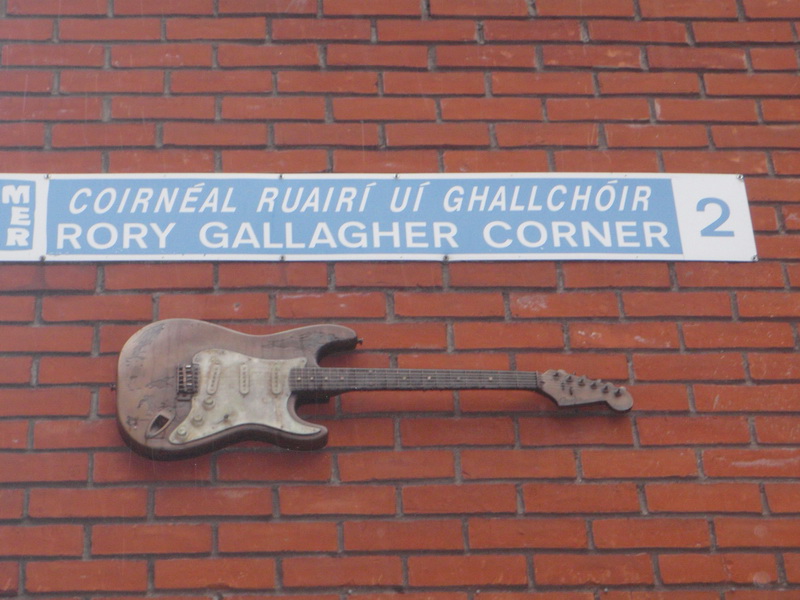 MER
COIRNÉAL RUAIRÍ UÍ GHALLCHÓIR
RORY GALLAGHER CORNER
2